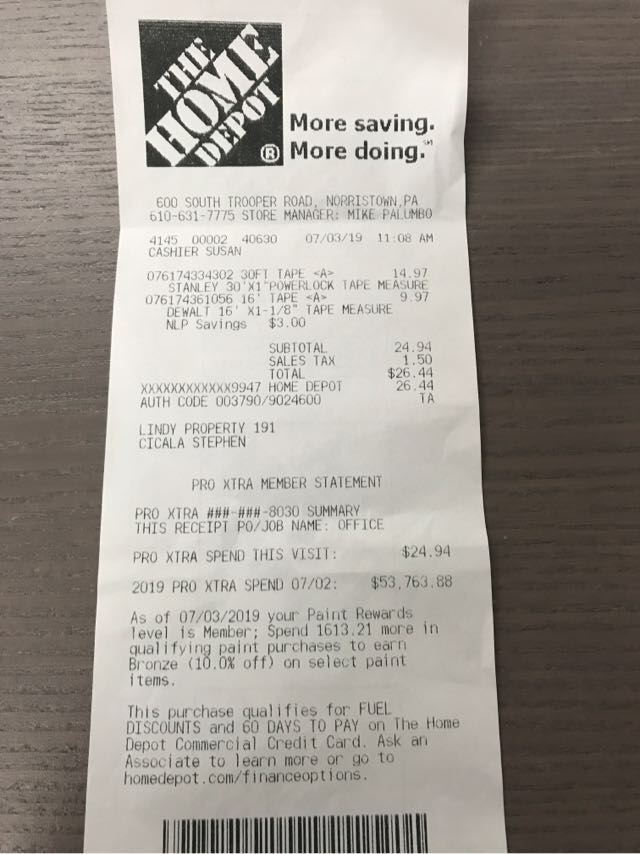 THE
HOME
DEPOT
®
More saving.
More doing.℠
600 SOUTH TROOPER ROAD, NORRISTOWN,PA
610-631-7775 STORE MANAGER: MIKE PALUMBO
4145 00002 40630 07/03/19 11:08 AM
CASHIER SUSAN
076174334302 30FT TAPE <A> 14.97
STANLEY 30'X1"POWERLOCK TAPE MEASURE
076174361056 16' TAPE <A> 9.97
DEWALT 16' X1-1/8" TAPE MEASURE
NLP Savings $3.00
SUBTOTAL 24.94
SALES TAX 1.50
TOTAL $26.44
XXXXXXXXXXXX9947 HOME DEPOT 26.44
AUTH CODE 003790/9024600 TA
LINDY PROPERTY 191
CICALA STEPHEN
PRO XTRA MEMBER STATEMENT
PRO XTRA ###-###-8030 SUMMARY
THIS RECEIPT PO/JOB NAME: OFFICE
PRO XTRA SPEND THIS VISIT: $24.94
2019 PRO XTRA SPEND 07/02: $53,763.88
As of 07/03/2019 your Paint Rewards
level is Member; Spend 1613.21 more in
qualifying paint purchases to earn
Bronze (10.0% off) on select paint
items.
This purchase qualifies for FUEL
DISCOUNTS and 60 DAYS TO PAY on The Home
Depot Commercial Credit Card. Ask an
Associate to learn more or go to
homedepot.com/financeoptions.